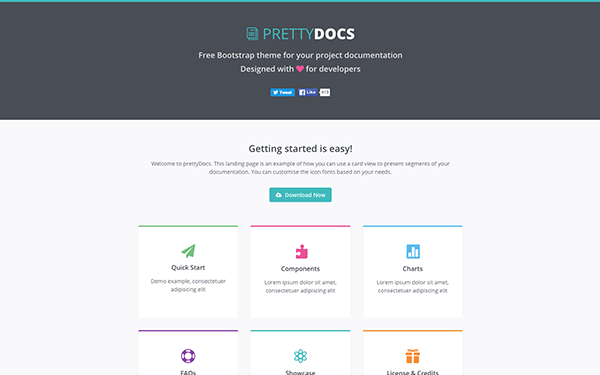 PRETTYDOCS
Free Bootstrap theme for your project documentation
Designed with for developers
Tweet Like 413
Getting started is easy!
Welcome to prettyDocs. This landing page is an example of how you can use a card view to present segments of your
documentation. You can customise the icon fonts based on your needs.
Download Now
Quick Start
Demo example, consectetuer
adipiscing elit
Components
Lorem ipsum dolor sit amet,
consectetuer adipiscing elit
Charts
Lorem ipsum dolor sit amet,
consectetuer adipiscing elit
FAQs
Showcase
License & Credits